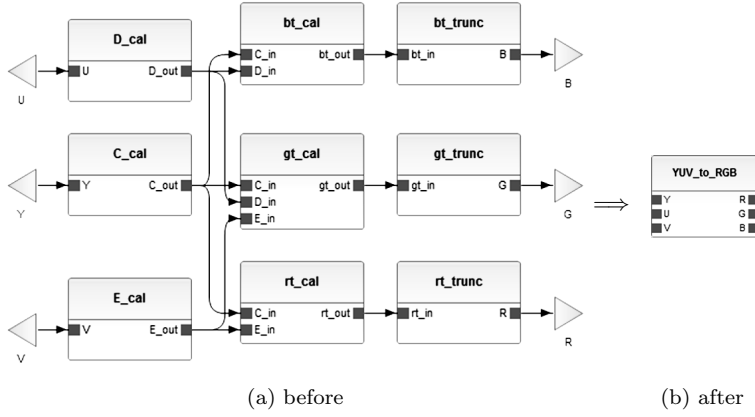 D_cal
U
D_out
U
bt_cal
C_in
D_in
bt_out
bt_trunc
bt_in
B
B
C_cal
Y
C_out
Y
gt_cal
C_in
D_in
E_in
gt_out
gt_trunc
gt_in
G
G
E_cal
V
E_out
V
rt_cal
C_in
E_in
rt_out
rt_trunc
rt_in
R
R
YUV_to_RGB
Y R
U G
V B
(a) before
(b) after